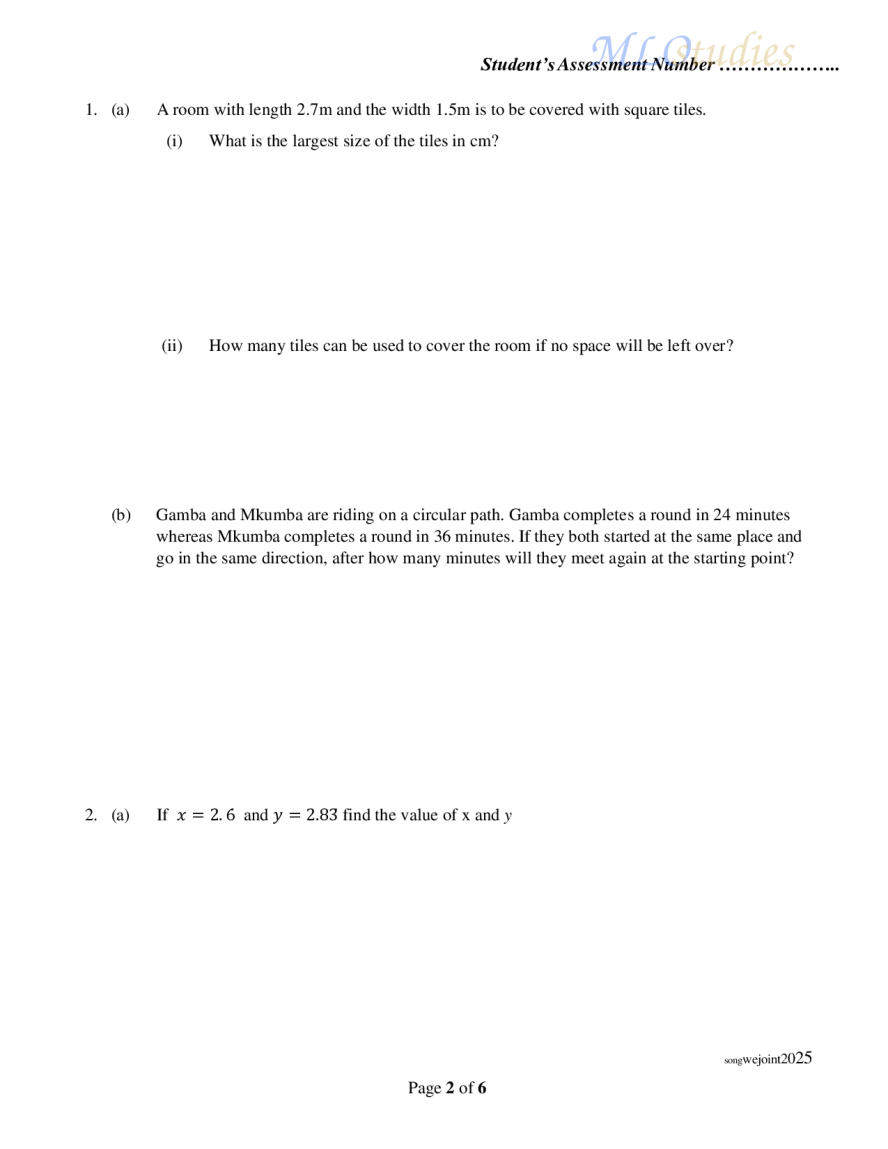 ML Studies
Student's Assessment Number ………………..
1. (a) A room with length 2.7m and the width 1.5m is to be covered with square tiles.
(i) What is the largest size of the tiles in cm?
(ii) How many tiles can be used to cover the room if no space will be left over?
(b) Gamba and Mkumba are riding on a circular path. Gamba completes a round in 24 minutes
whereas Mkumba completes a round in 36 minutes. If they both started at the same place and
go in the same direction, after how many minutes will they meet again at the starting point?
2. (a) If x = 2. 6 and y = 2.83 find the value of x and y
songwejoint2025
Page 2 of 6